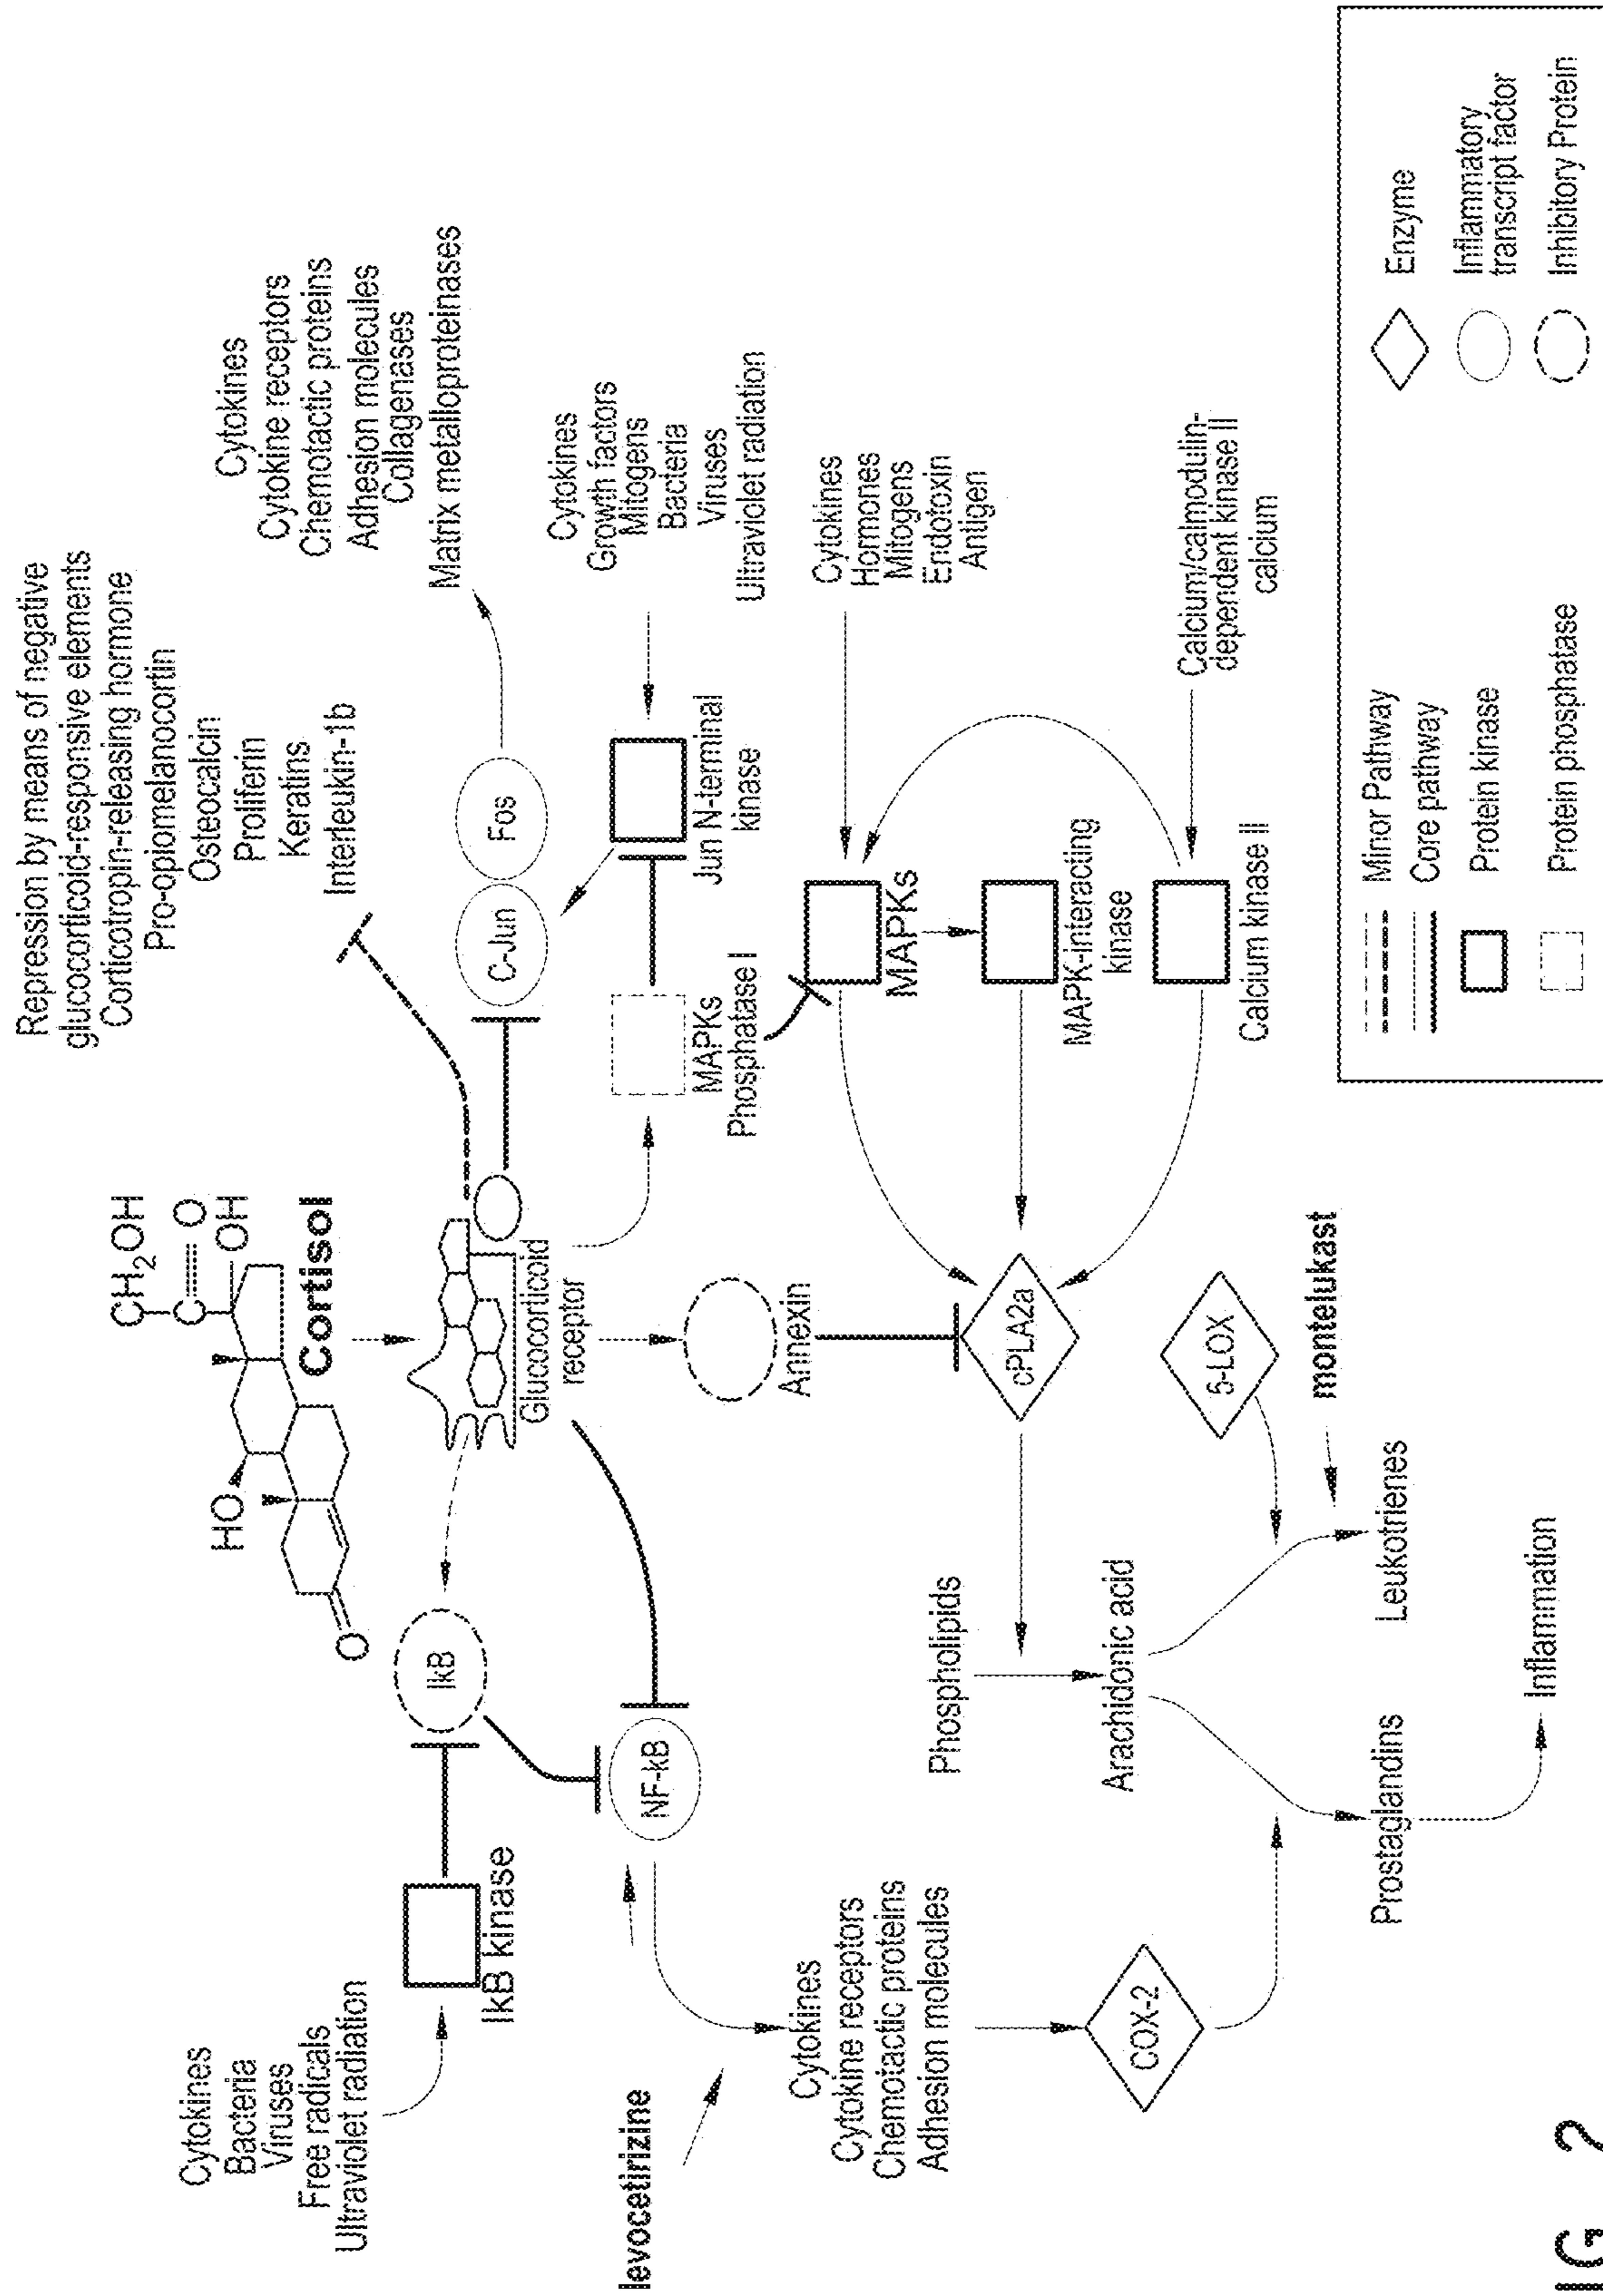 Repression by means of negative
glucocorticoid-responsive elements
Corticotropin-releasing hormone
Pro-opiomelanocortin
Osteocalcin
Proliferin
Keratins
Interleukin-1b
CH₂OH
C
O
OH
HO
O
Cortisol
Cytokines
Bacteria
Viruses
Free radicals
Ultraviolet radiation
IkB kinase
IkB
Glucocorticoid
receptor
C-Jun
Fos
Cytokines
Cytokine receptors
Chemotactic proteins
Adhesion molecules
Collagenases
Matrix metalloproteinases
Cytokines
Growth factors
Mitogens
Bacteria
Viruses
Ultraviolet radiation
Jun N-terminal
kinase
MAPKs
Phosphatase I
NF-kB
Annexin
levocetirizine
Cytokines
Cytokine receptors
Chemotactic proteins
Adhesion molecules
COX-2
Phospholipids
Arachidonic acid
cPLA2a
MAPKs
MAPK-interacting
kinase
Calcium kinase II
Cytokines
Hormones
Mitogens
Endotoxin
Antigen
Calcium/calmodulin-
dependent kinase II
calcium
5-LOX
montelukast
Leukotrienes
Prostaglandins
Inflammation
Minor Pathway
Core pathway
Protein kinase
Protein phosphatase
Enzyme
Inflammatory
transcript factor
Inhibitory Protein
IG 2